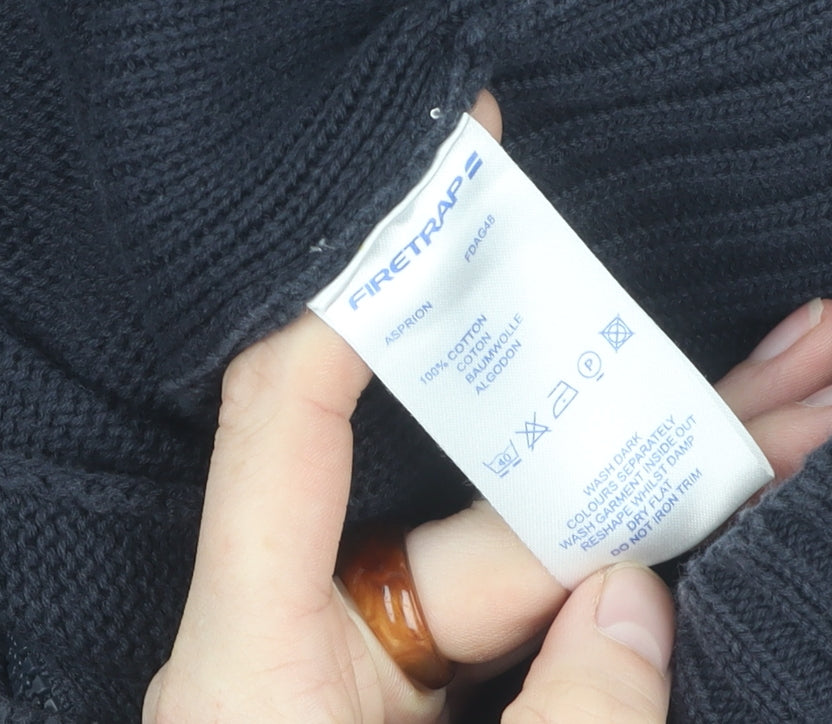 FIRETRAP
ASPRION FDAG48
100% COTTON
COTON
BAUMWOLLE
ALGODON
40 P
WASH DARK
COLOURS SEPARATELY
WASH GARMENT INSIDE OUT
RESHAPE WHILST DAMP
DRY FLAT
DO NOT IRON TRIM